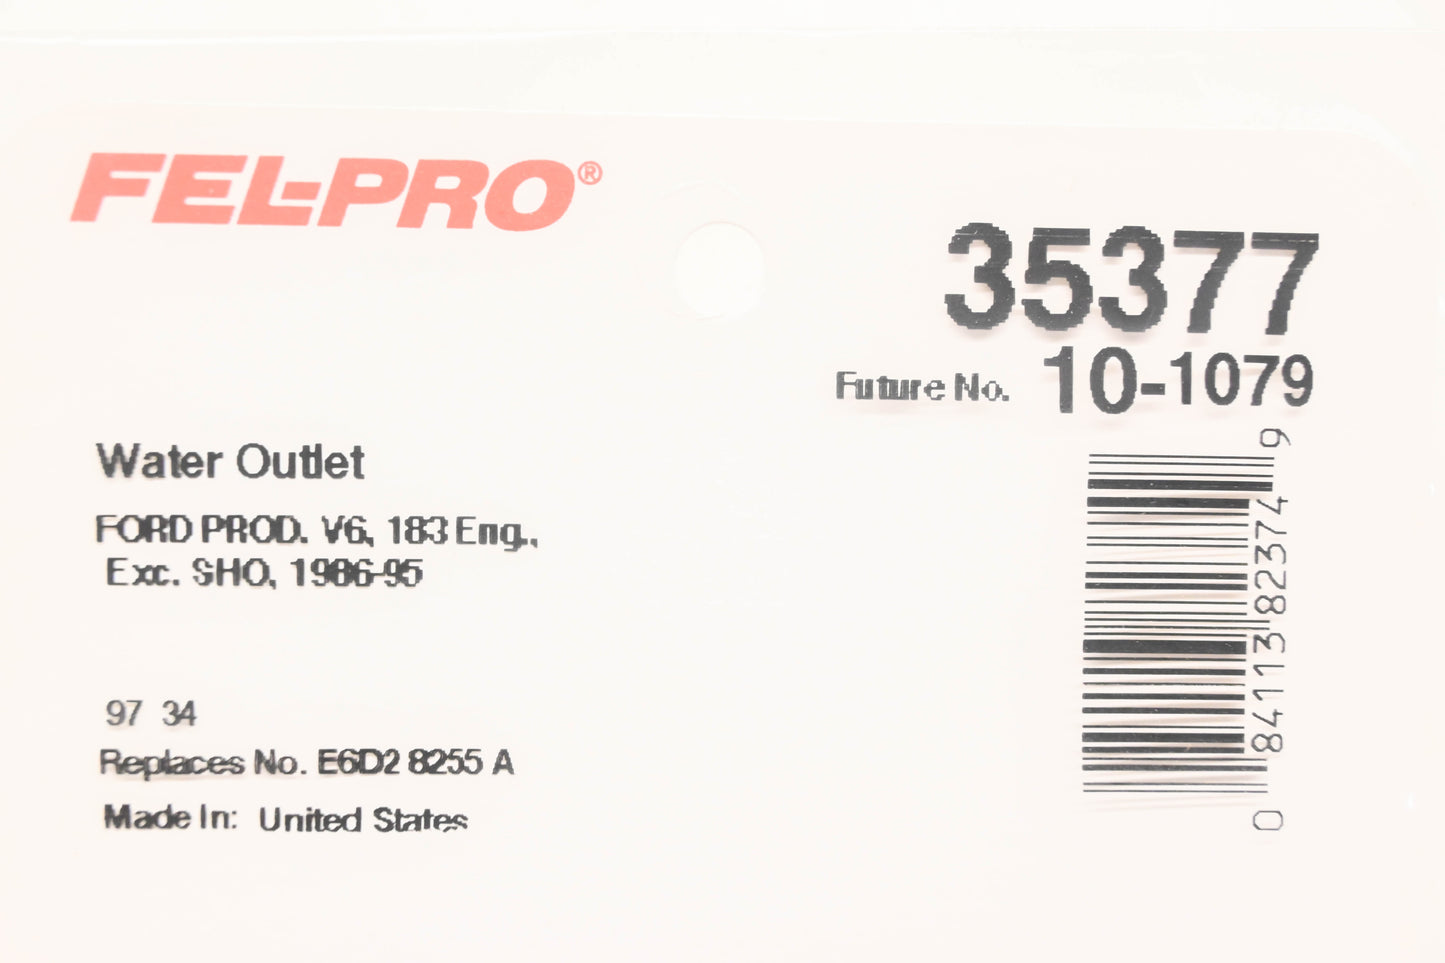 FEL-PRO®
35377
Future No. 10-1079
Water Outlet
FORD PROD. V6, 183 Eng.,
Exc. SHO, 1986-95
97 34
Replaces No. E6DZ 8255 A
Made In: United States
0 84113 82374 9